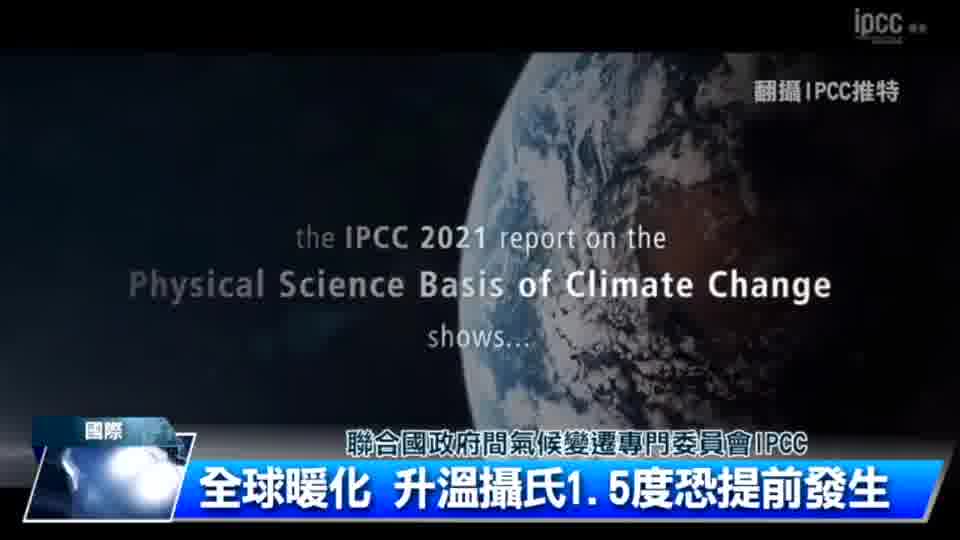 ipcc
翻攝IPCC推特
the IPCC 2021 report on the
Physical Science Basis of Climate Change
shows...
國際
聯合國政府間氣候變遷專門委員會IPCC
全球暖化 升溫攝氏1.5度恐提前發生